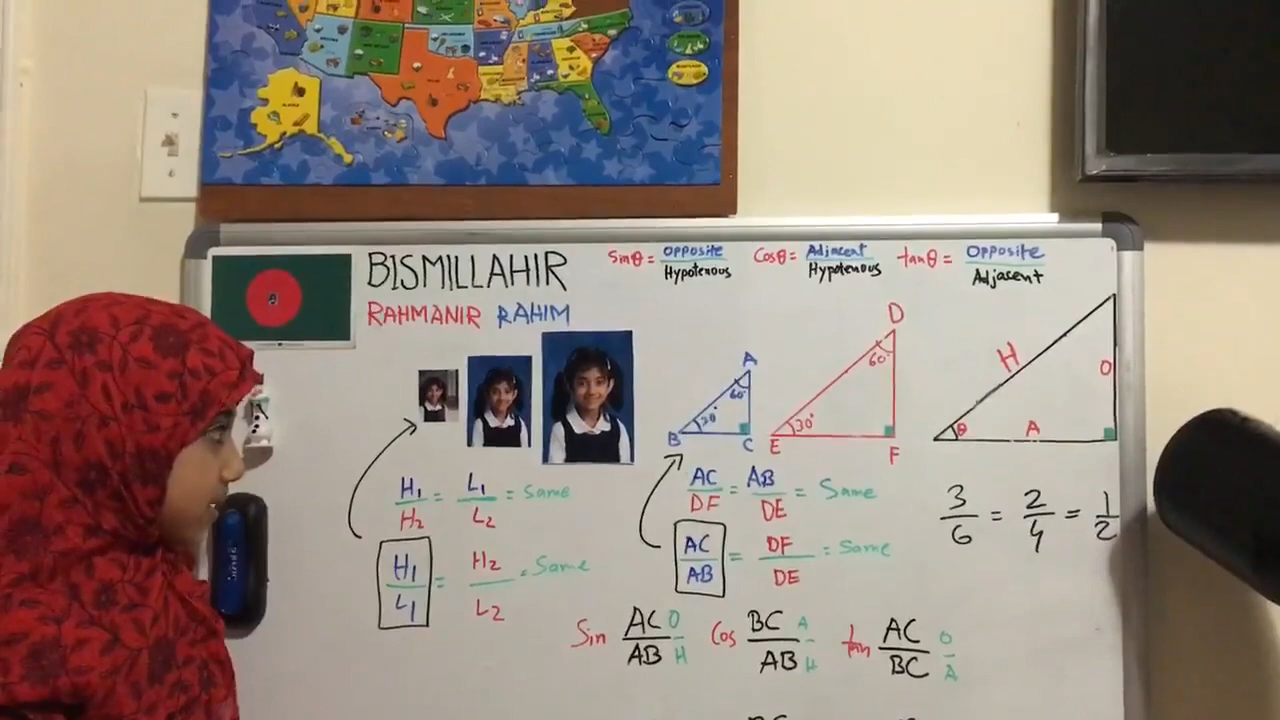 BISMILLAHIR
RAHMANIR RAHIM
Sinθ = Opposite / Hypotenous
Cosθ = Adjacent / Hypotenous
tanθ = Opposite / Adjasent
A
60°
30°
B
C
D
60°
30°
E
F
H
O
θ
A
H₁/H₂ = L₁/L₂ = Same
H₁/L₁ = H₂/L₂ = Same
AC/DF = AB/DE = Same
AC/AB = DF/DE = Same
3/6 = 2/4 = 1/2
Sin AC/AB O/H
Cos BC/AB A/H
tan AC/BC O/A
BC